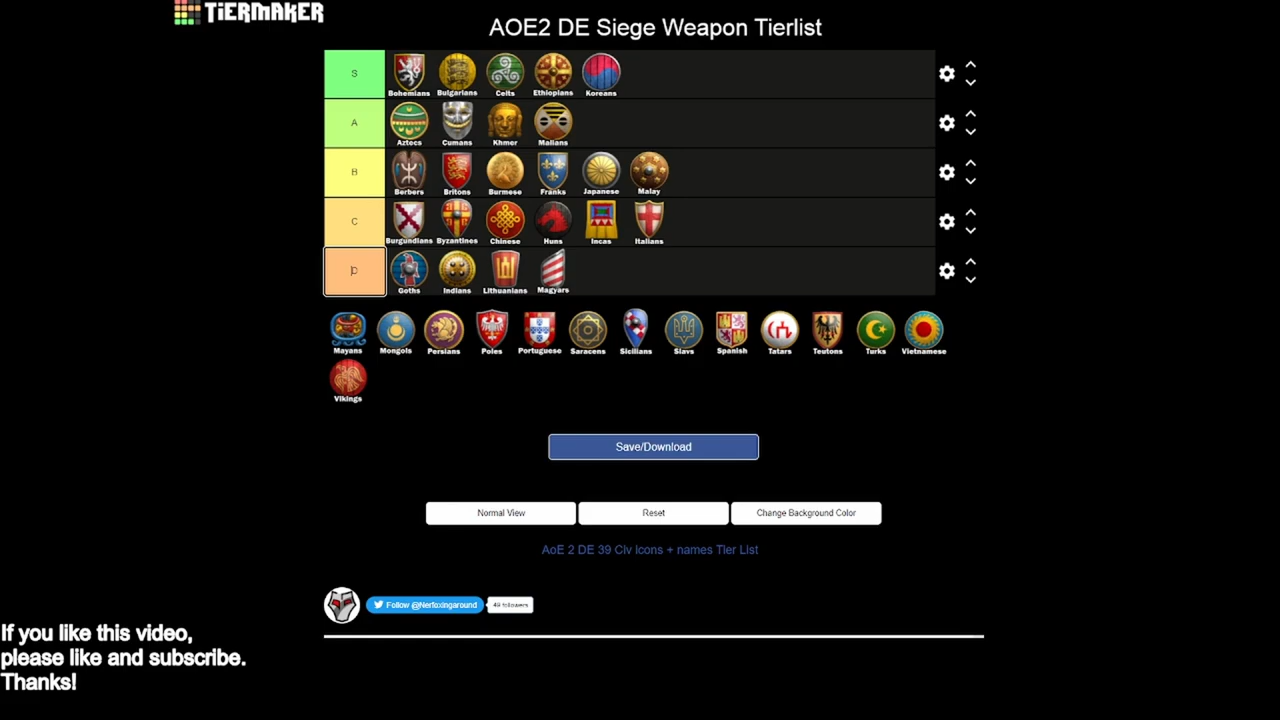 TIERMAKER
AOE2 DE Siege Weapon Tierlist
S
Bohemians Bulgarians Celts Ethiopians Koreans
A
Aztecs Cumans Khmer Malians
B
Berbers Britons Burmese Franks Japanese Malay
C
Burgundians Byzantines Chinese Huns Incas Italians
D
Goths Indians Lithuanians Magyars
Mayans Mongols Persians Poles Portuguese Saracens Sicilians Slavs Spanish Tatars Teutons Turks Vietnamese
Vikings
Save/Download
Normal View Reset Change Background Color
AoE 2 DE 39 Civ Icons + names Tier List
Follow @Nerfoxingaround 49 followers
If you like this video,
please like and subscribe.
Thanks!